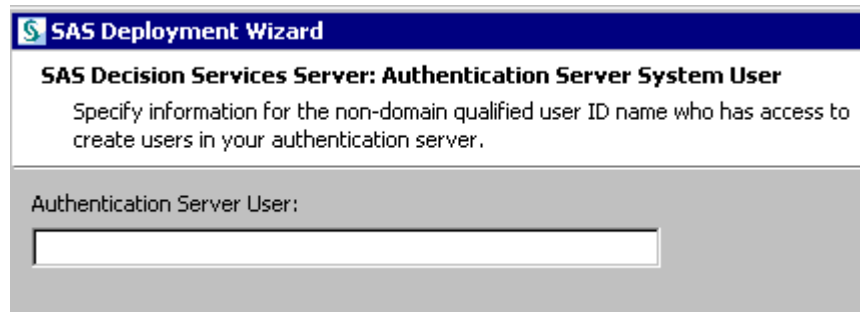 SAS Deployment Wizard
SAS Decision Services Server: Authentication Server System User
Specify information for the non-domain qualified user ID name who has access to
create users in your authentication server.
Authentication Server User: